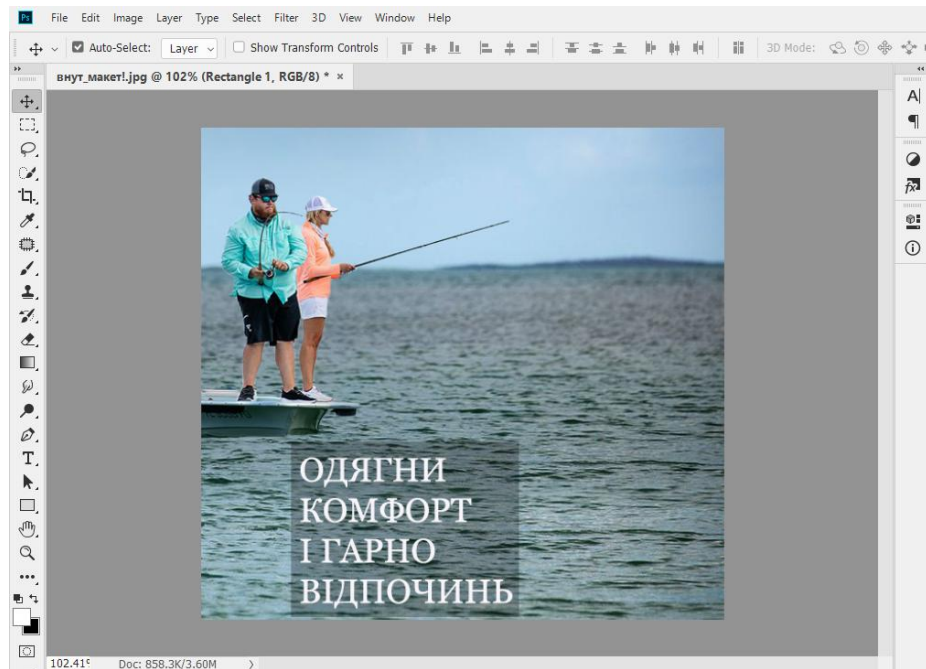 Ps File Edit Image Layer Type Select Filter 3D View Window Help
Auto-Select: Layer Show Transform Controls 3D Mode:
внут_макет!.jpg @ 102% (Rectangle 1, RGB/8) * ×
ОДЯГНИ
КОМФОРТ
І ГАРНО
ВІДПОЧИНЬ
Doc: 858.3K/3.60M